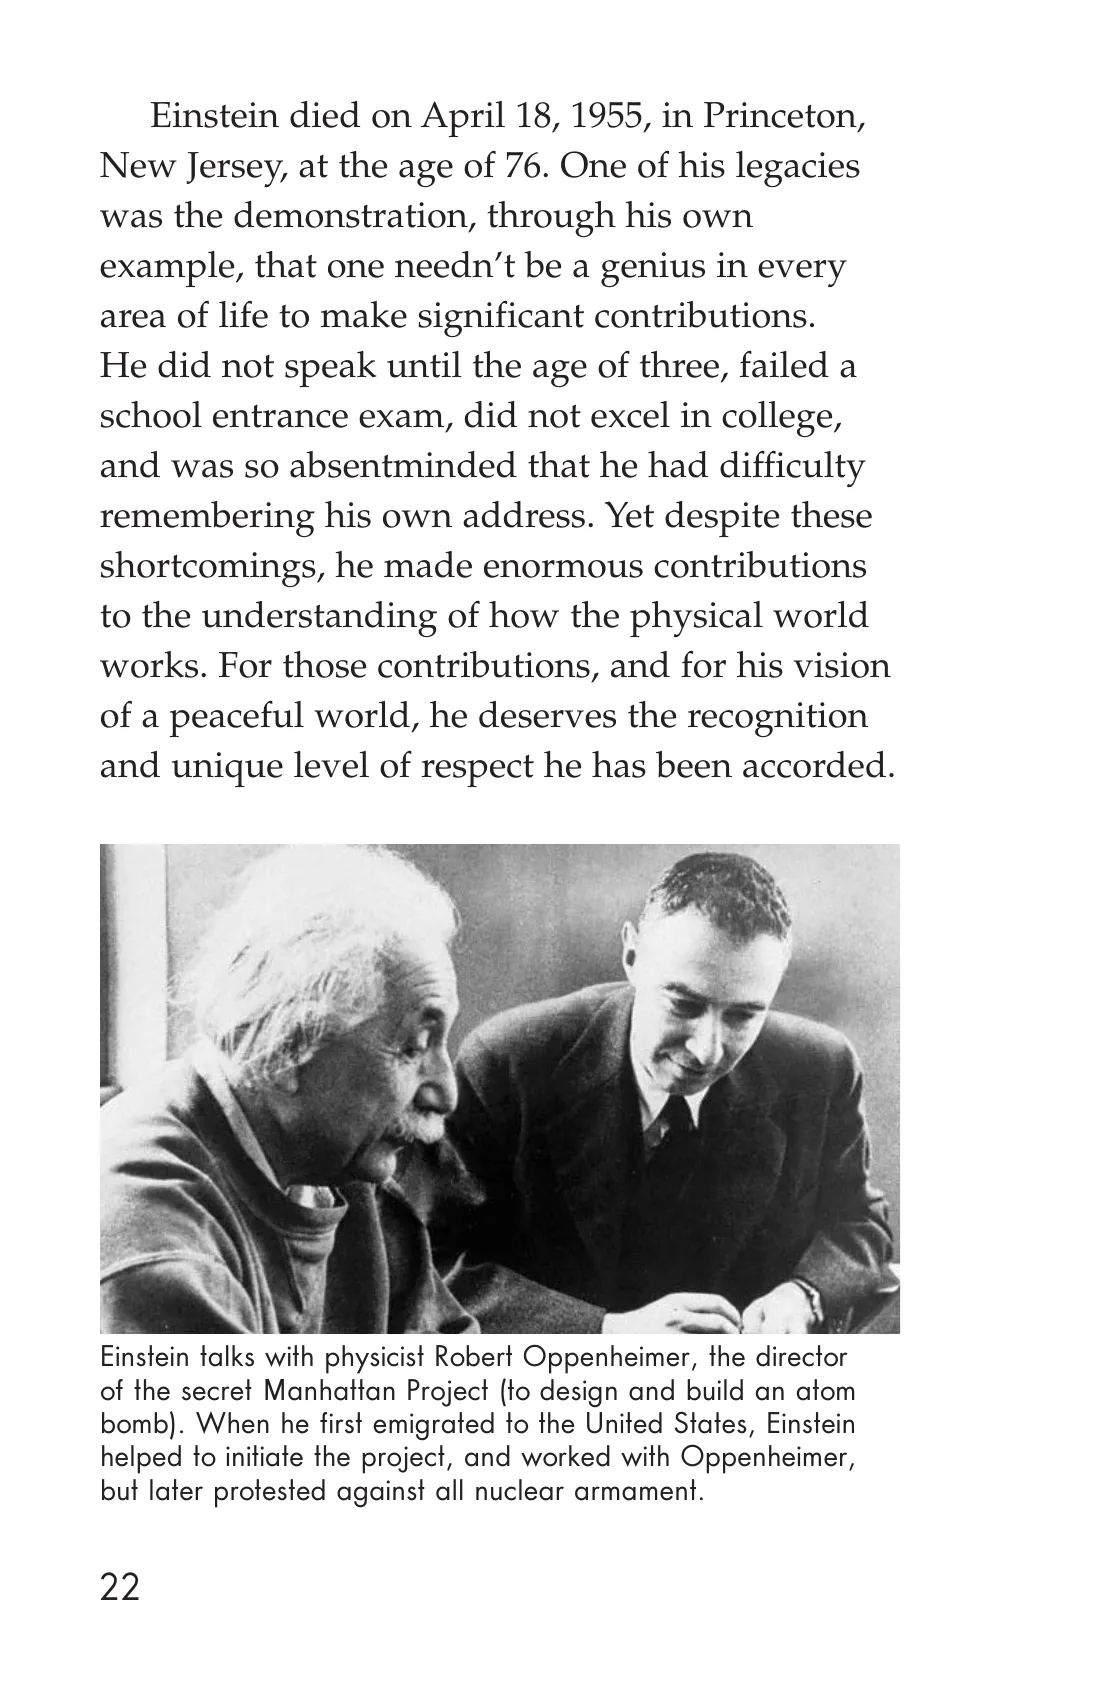 Einstein died on April 18, 1955, in Princeton,
New Jersey, at the age of 76. One of his legacies
was the demonstration, through his own
example, that one needn’t be a genius in every
area of life to make significant contributions.
He did not speak until the age of three, failed a
school entrance exam, did not excel in college,
and was so absentminded that he had difficulty
remembering his own address. Yet despite these
shortcomings, he made enormous contributions
to the understanding of how the physical world
works. For those contributions, and for his vision
of a peaceful world, he deserves the recognition
and unique level of respect he has been accorded.
Einstein talks with physicist Robert Oppenheimer, the director
of the secret Manhattan Project (to design and build an atom
bomb). When he first emigrated to the United States, Einstein
helped to initiate the project, and worked with Oppenheimer,
but later protested against all nuclear armament.
22